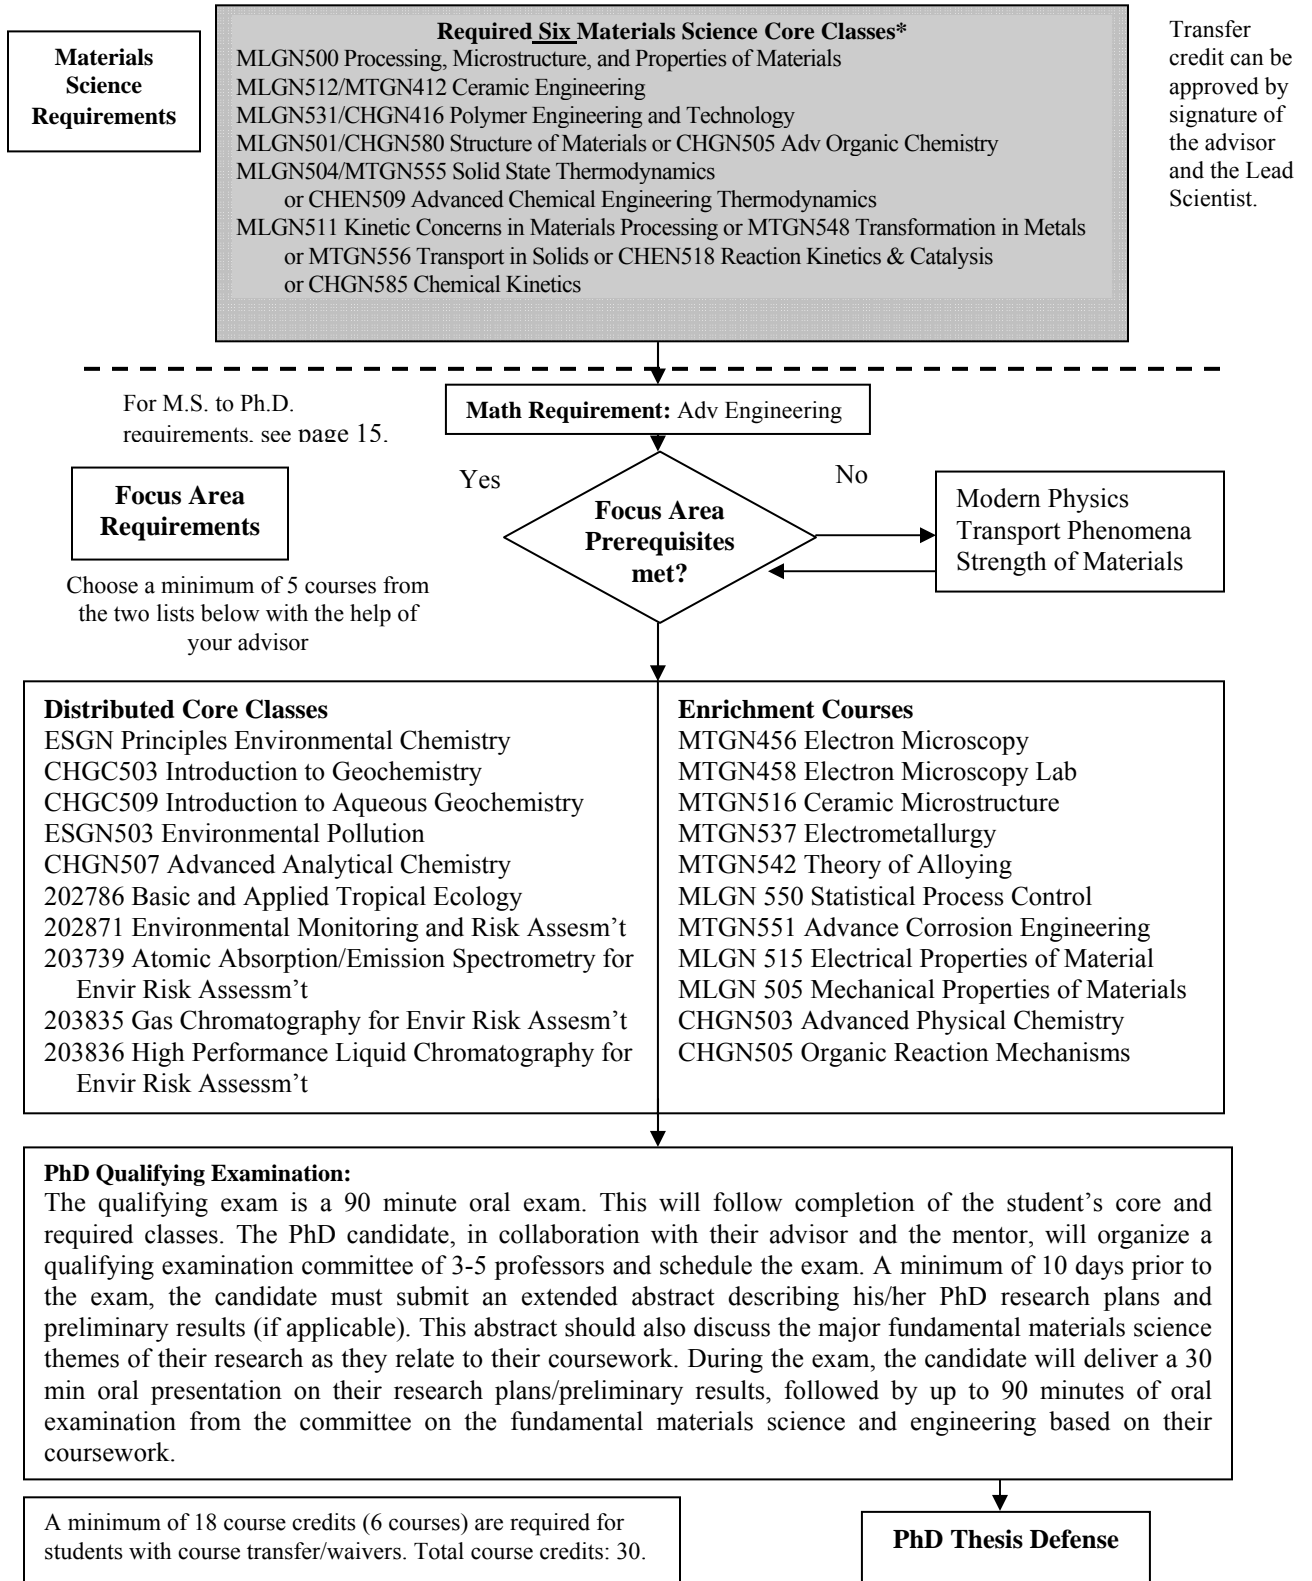 Materials
Science
Requirements
Required Six Materials Science Core Classes*
MLGN500 Processing, Microstructure, and Properties of Materials
MLGN512/MTGN412 Ceramic Engineering
MLGN531/CHGN416 Polymer Engineering and Technology
MLGN501/CHGN580 Structure of Materials or CHGN505 Adv Organic Chemistry
MLGN504/MTGN555 Solid State Thermodynamics
or CHEN509 Advanced Chemical Engineering Thermodynamics
MLGN511 Kinetic Concerns in Materials Processing or MTGN548 Transformation in Metals
or MTGN556 Transport in Solids or CHEN518 Reaction Kinetics & Catalysis
or CHGN585 Chemical Kinetics
Transfer
credit can be
approved by
signature of
the advisor
and the Lead
Scientist.
For M.S. to Ph.D.
requirements, see page 15.
Math Requirement: Adv Engineering
Focus Area
Requirements
Choose a minimum of 5 courses from
the two lists below with the help of
your advisor
Yes
No
Focus Area
Prerequisites
met?
Modern Physics
Transport Phenomena
Strength of Materials
Distributed Core Classes
ESGN Principles Environmental Chemistry
CHGC503 Introduction to Geochemistry
CHGC509 Introduction to Aqueous Geochemistry
ESGN503 Environmental Pollution
CHGN507 Advanced Analytical Chemistry
202786 Basic and Applied Tropical Ecology
202871 Environmental Monitoring and Risk Assesm’t
203739 Atomic Absorption/Emission Spectrometry for
Envir Risk Assessm’t
203835 Gas Chromatography for Envir Risk Assesm’t
203836 High Performance Liquid Chromatography for
Envir Risk Assessm’t
Enrichment Courses
MTGN456 Electron Microscopy
MTGN458 Electron Microscopy Lab
MTGN516 Ceramic Microstructure
MTGN537 Electrometallurgy
MTGN542 Theory of Alloying
MLGN 550 Statistical Process Control
MTGN551 Advance Corrosion Engineering
MLGN 515 Electrical Properties of Material
MLGN 505 Mechanical Properties of Materials
CHGN503 Advanced Physical Chemistry
CHGN505 Organic Reaction Mechanisms
PhD Qualifying Examination:
The qualifying exam is a 90 minute oral exam. This will follow completion of the student’s core and
required classes. The PhD candidate, in collaboration with their advisor and the mentor, will organize a
qualifying examination committee of 3-5 professors and schedule the exam. A minimum of 10 days prior to
the exam, the candidate must submit an extended abstract describing his/her PhD research plans and
preliminary results (if applicable). This abstract should also discuss the major fundamental materials science
themes of their research as they relate to their coursework. During the exam, the candidate will deliver a 30
min oral presentation on their research plans/preliminary results, followed by up to 90 minutes of oral
examination from the committee on the fundamental materials science and engineering based on their
coursework.
A minimum of 18 course credits (6 courses) are required for
students with course transfer/waivers. Total course credits: 30.
PhD Thesis Defense